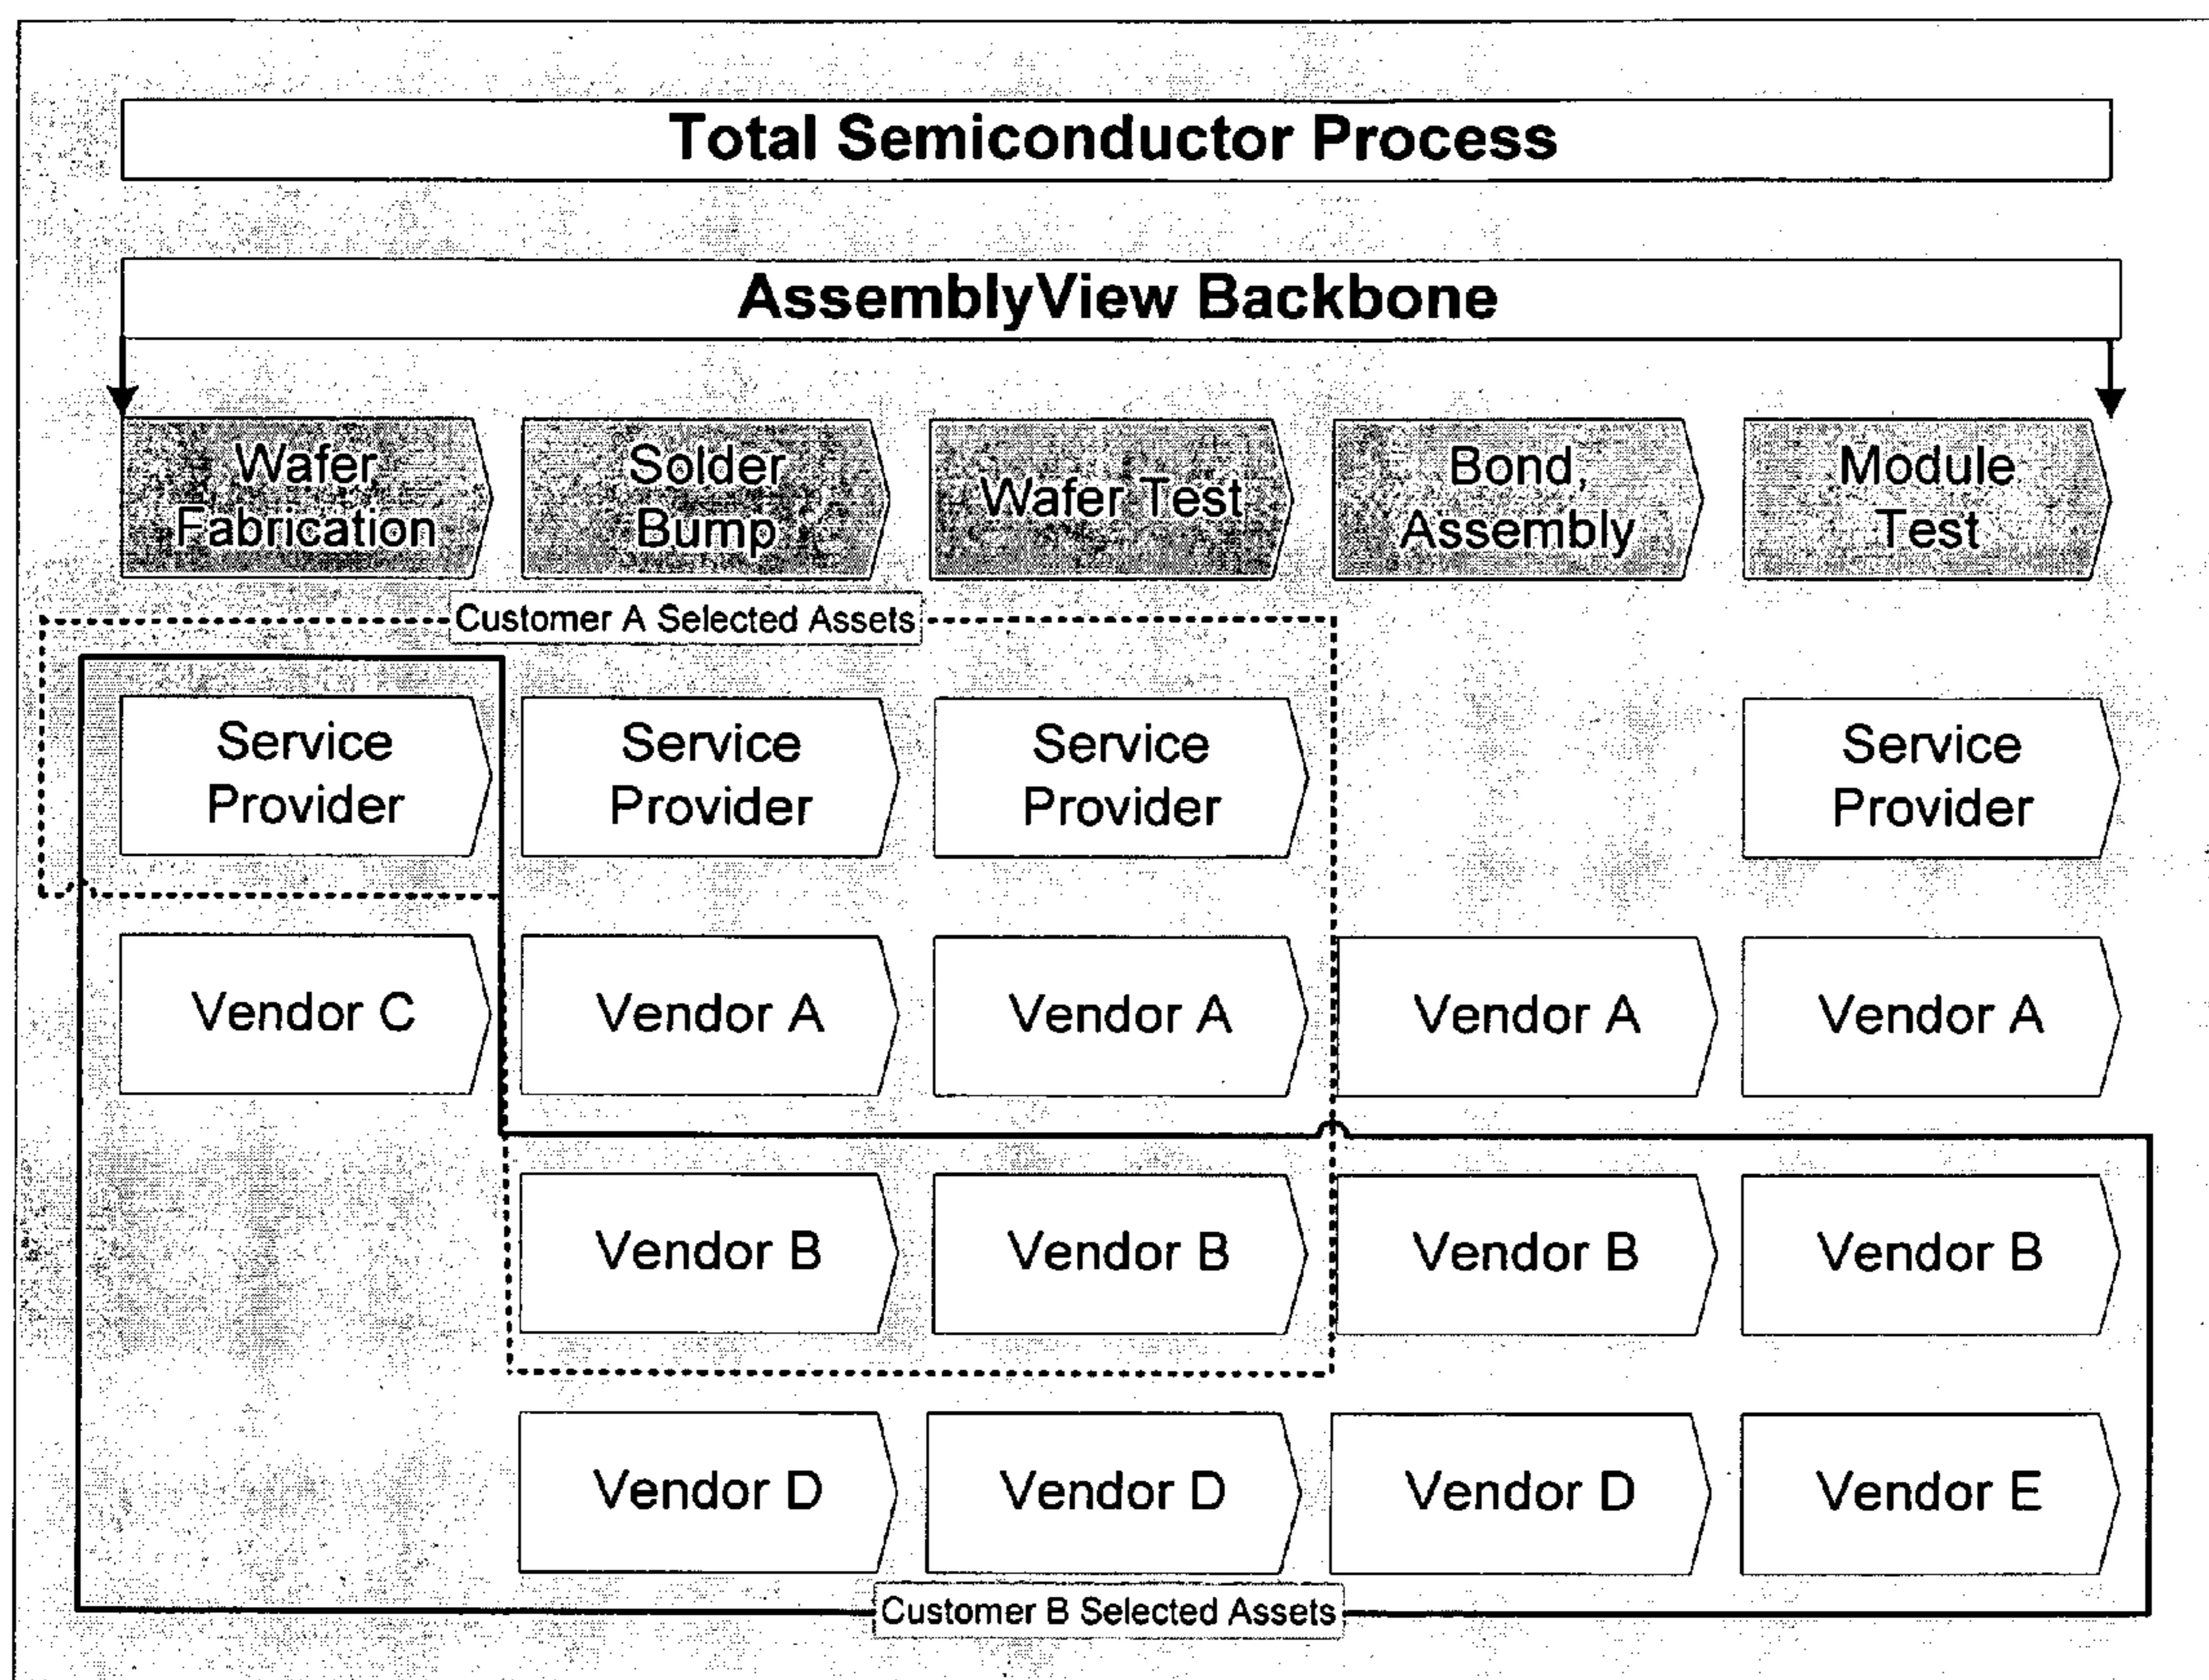 Total Semiconductor Process
AssemblyView Backbone
Wafer
Fabrication
Solder
Bump
Wafer Test
Bond,
Assembly
Module
Test
Customer A Selected Assets
Service
Provider
Service
Provider
Service
Provider
Service
Provider
Vendor C
Vendor A
Vendor A
Vendor A
Vendor A
Vendor B
Vendor B
Vendor B
Vendor B
Vendor D
Vendor D
Vendor D
Vendor E
Customer B Selected Assets